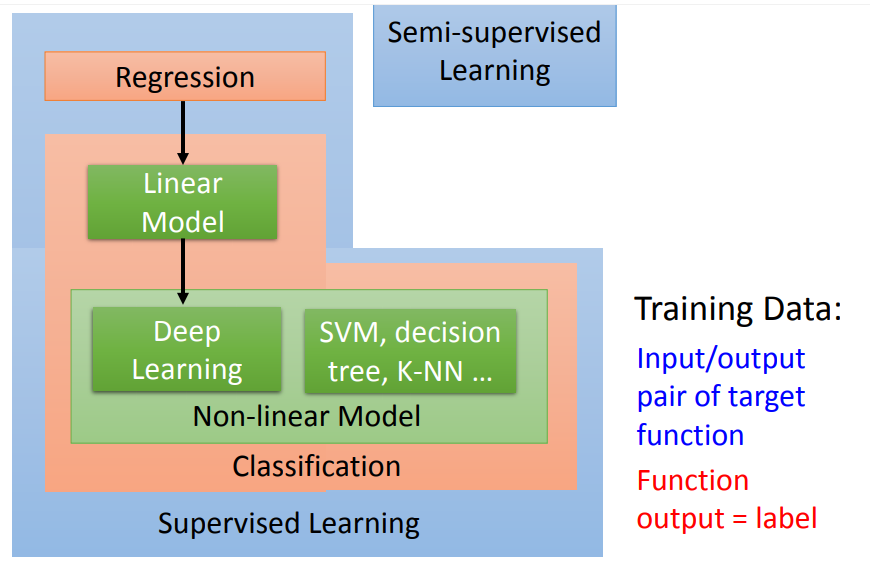 Semi-supervised
Learning
Regression
Linear
Model
Deep
Learning
SVM, decision
tree, K-NN ...
Non-linear Model
Classification
Supervised Learning
Training Data:
Input/output
pair of target
function
Function
output = label